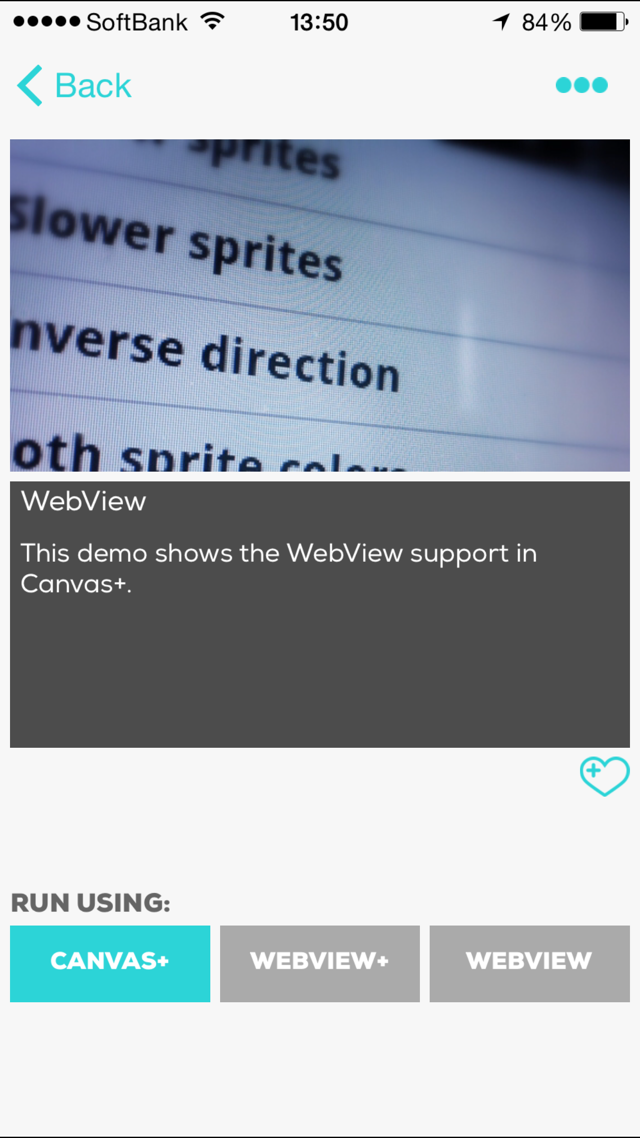 SoftBank 13:50 84%
Back
sprites
Slower sprites
nverse direction
oth sprite colors
WebView
This demo shows the WebView support in
Canvas+.
RUN USING:
CANVAS+ WEBVIEW+ WEBVIEW